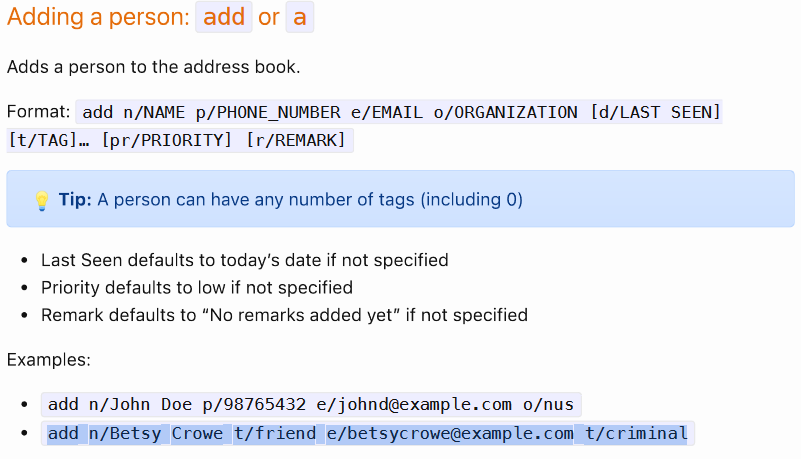 Adding a person: add or a
Adds a person to the address book.
Format: add n/NAME p/PHONE_NUMBER e/EMAIL o/ORGANIZATION [d/LAST SEEN]
[t/TAG]… [pr/PRIORITY] [r/REMARK]
💡 Tip: A person can have any number of tags (including 0)
• Last Seen defaults to today’s date if not specified
• Priority defaults to low if not specified
• Remark defaults to “No remarks added yet” if not specified
Examples:
• add n/John Doe p/98765432 e/johnd@example.com o/nus
• add n/Betsy Crowe t/friend e/betsycrowe@example.com t/criminal